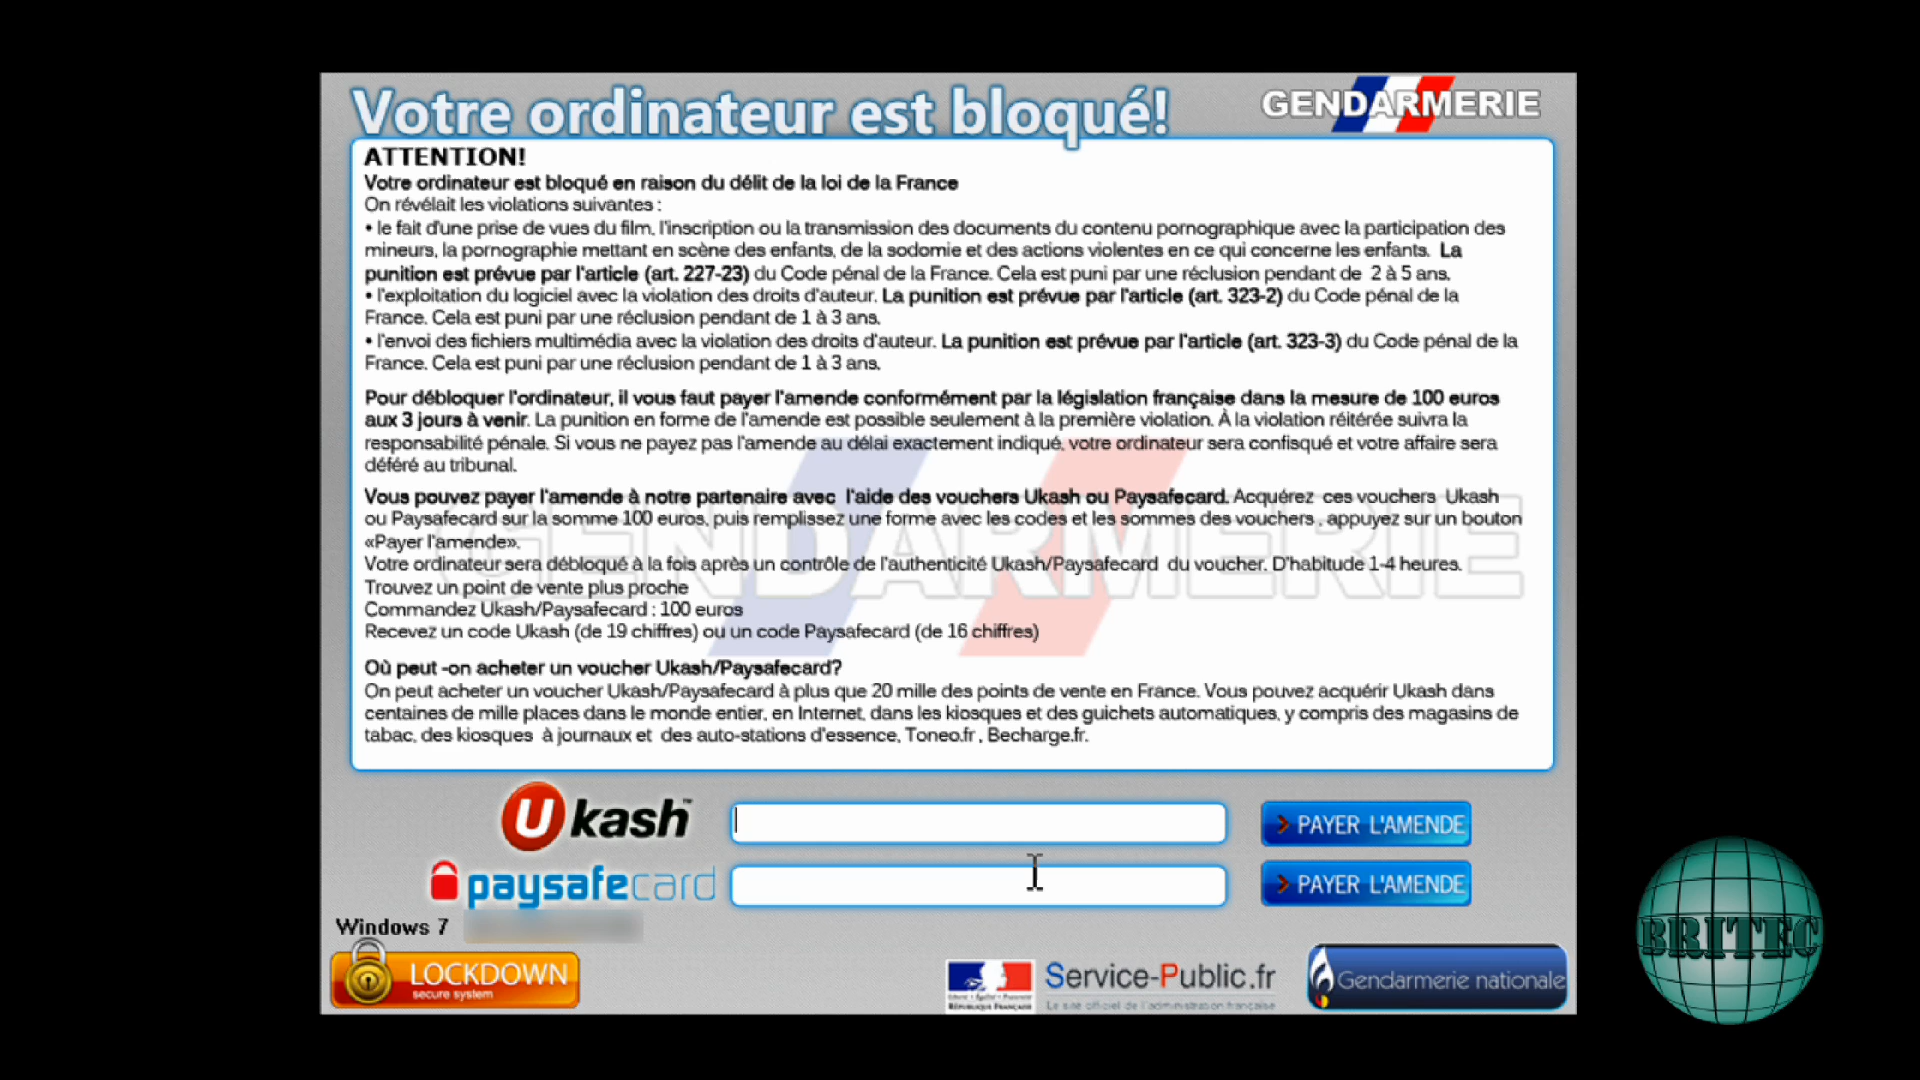 Votre ordinateur est bloqué!
GENDARMERIE
ATTENTION!
Votre ordinateur est bloqué en raison du délit de la loi de la France
On révélait les violations suivantes :
• le fait d'une prise de vues du film, l'inscription ou la transmission des documents du contenu pornographique avec la participation des
mineurs, la pornographie mettant en scène des enfants, de la sodomie et des actions violentes en ce qui concerne les enfants. La
punition est prévue par l'article (art. 227-23) du Code pénal de la France. Cela est puni par une réclusion pendant de 2 à 5 ans.
• l'exploitation du logiciel avec la violation des droits d'auteur. La punition est prévue par l'article (art. 323-2) du Code pénal de la
France. Cela est puni par une réclusion pendant de 1 à 3 ans.
• l'envoi des fichiers multimédia avec la violation des droits d'auteur. La punition est prévue par l'article (art. 323-3) du Code pénal de la
France. Cela est puni par une réclusion pendant de 1 à 3 ans.
Pour débloquer l'ordinateur, il vous faut payer l'amende conformément par la législation française dans la mesure de 100 euros
aux 3 jours à venir. La punition en forme de l'amende est possible seulement à la première violation. À la violation réitérée suivra la
responsabilité pénale. Si vous ne payez pas l'amende au délai exactement indiqué, votre ordinateur sera confisqué et votre affaire sera
déféré au tribunal.
Vous pouvez payer l'amende à notre partenaire avec l'aide des vouchers Ukash ou Paysafecard. Acquérez ces vouchers Ukash
ou Paysafecard sur la somme 100 euros, puis remplissez une forme avec les codes et les sommes des vouchers , appuyez sur un bouton
«Payer l'amende».
Votre ordinateur sera débloqué à la fois après un contrôle de l'authenticité Ukash/Paysafecard du voucher. D'habitude 1-4 heures.
Trouvez un point de vente plus proche
Commandez Ukash/Paysafecard : 100 euros
Recevez un code Ukash (de 19 chiffres) ou un code Paysafecard (de 16 chiffres)
GENDARMERIE
Où peut -on acheter un voucher Ukash/Paysafecard?
On peut acheter un voucher Ukash/Paysafecard à plus que 20 mille des points de vente en France. Vous pouvez acquérir Ukash dans
centaines de mille places dans le monde entier, en Internet, dans les kiosques et des guichets automatiques, y compris des magasins de
tabac, des kiosques à journaux et des auto-stations d'essence, Toneo.fr , Becharge.fr.
Ukash™
PAYER L'AMENDE
paysafecard
PAYER L'AMENDE
Windows 7
LOCKDOWN
secure system
Liberté • Égalité • Fraternité
RÉPUBLIQUE FRANÇAISE
Service-Public.fr
Le site officiel de l'administration française
Gendarmerie nationale
BRITEC